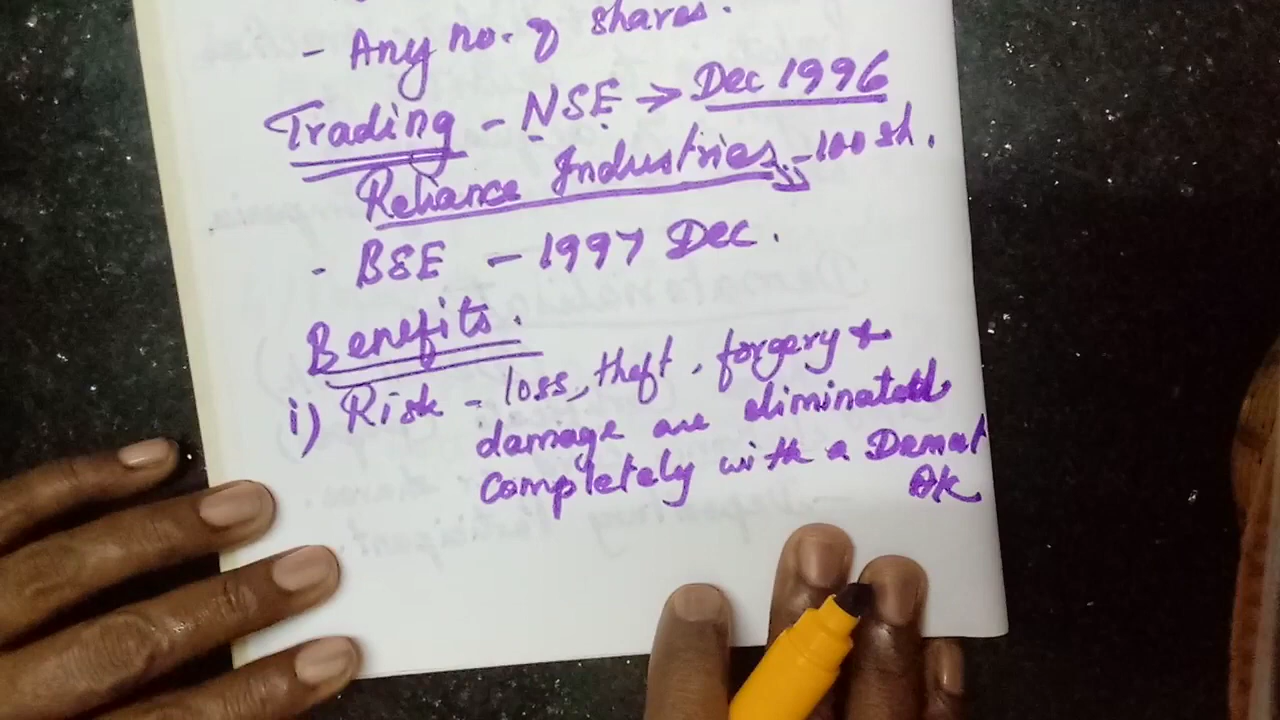 - Any no. of shares.
Trading - NSE → Dec 1996
Reliance Industries - 100 sh.
- BSE - 1997 Dec.
Benefits.
i) Risk - loss, theft, forgery &
damage are eliminated
completely with a Demat
A/c